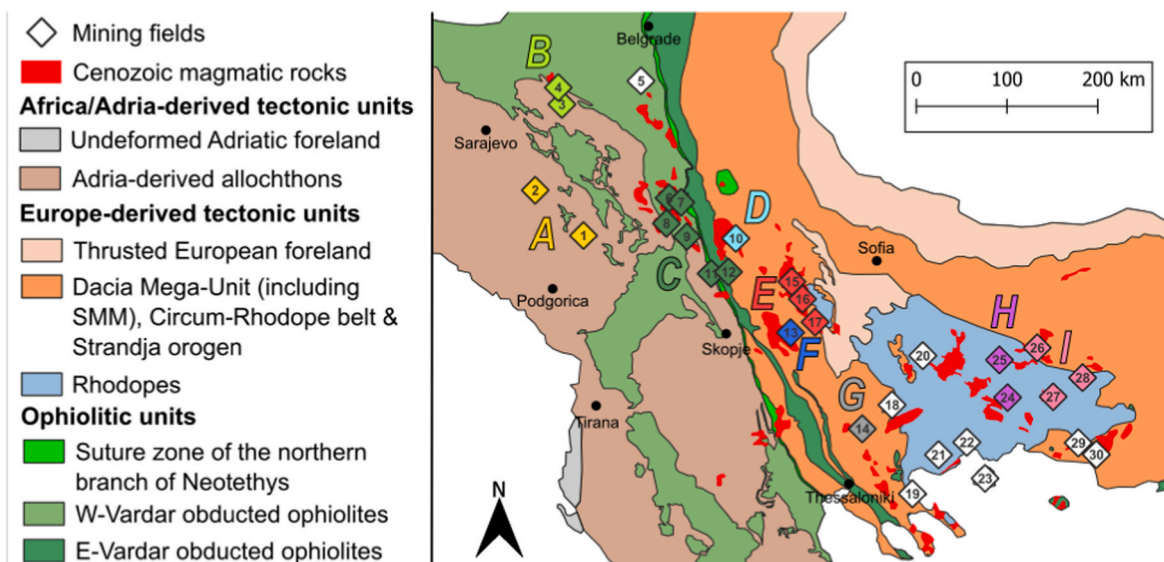 Mining fields
Cenozoic magmatic rocks
Africa/Adria-derived tectonic units
Undeformed Adriatic foreland
Adria-derived allochthons
Europe-derived tectonic units
Thrusted European foreland
Dacia Mega-Unit (including
SMM), Circum-Rhodope belt &
Strandja orogen
Rhodopes
Ophiolitic units
Suture zone of the northern
branch of Neotethys
W-Vardar obducted ophiolites
E-Vardar obducted ophiolites
Belgrade
B
4
3
5
0 100 200 km
Sarajevo
2
6
7
A
1
8
9
D
10
Sofia
C
11
12
E
15
16
17
Podgorica
Skopje
13
F
H
I
20
25
26
28
24
27
Tirana
G
18
14
21
22
29
30
23
19
Thessaloniki
N